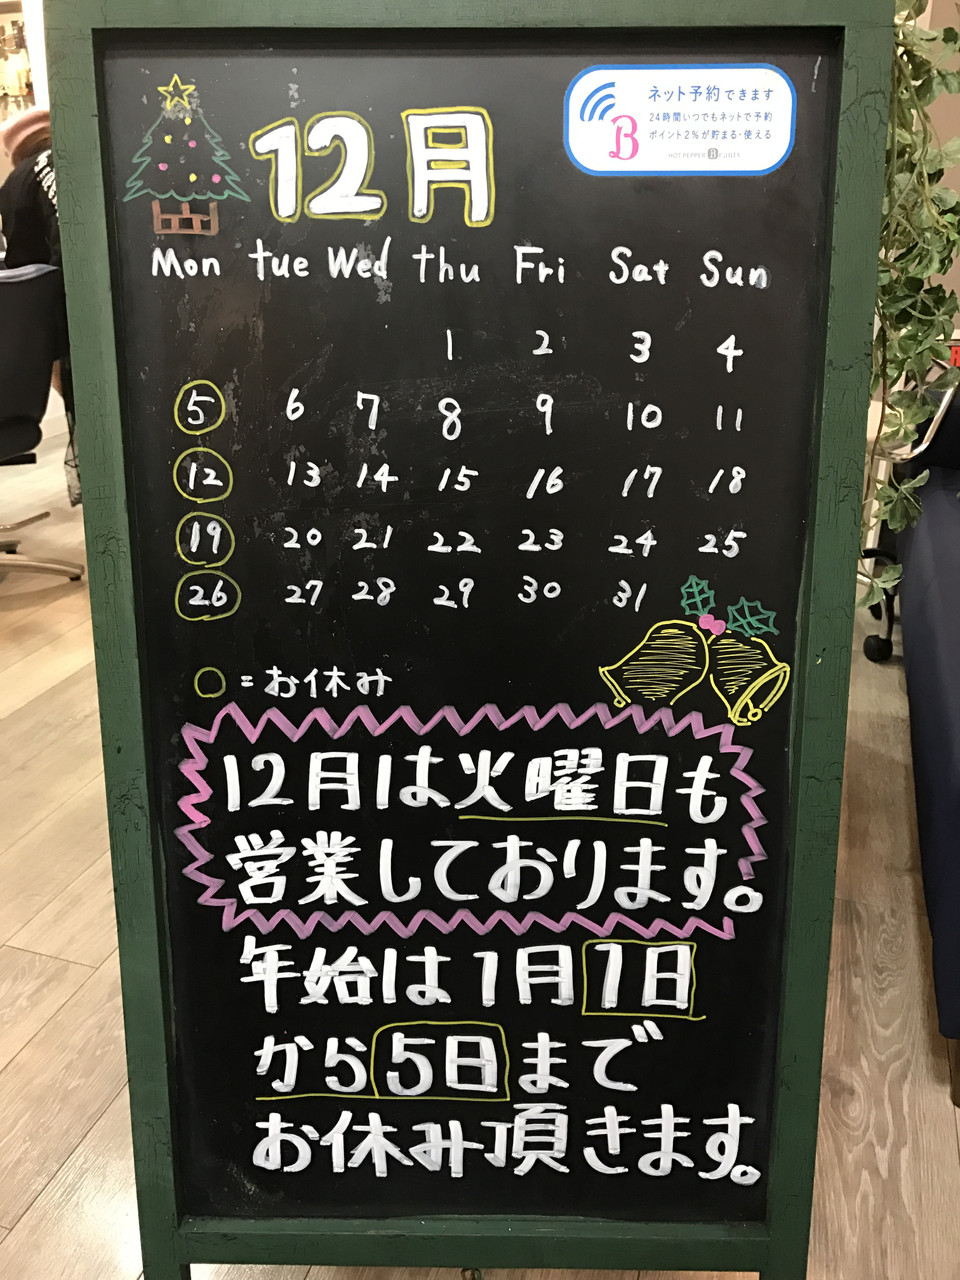 ネット予約できます
24時間いつでもネットで予約
ポイント2%が貯まる・使える
HOT PEPPER Beauty
12月
Mon tue Wed thu Fri Sat Sun
1 2 3 4
5 6 7 8 9 10 11
12 13 14 15 16 17 18
19 20 21 22 23 24 25
26 27 28 29 30 31
○=お休み
12月は火曜日も
営業しております。
年始は1月1日
から5日まで
お休み頂きます。